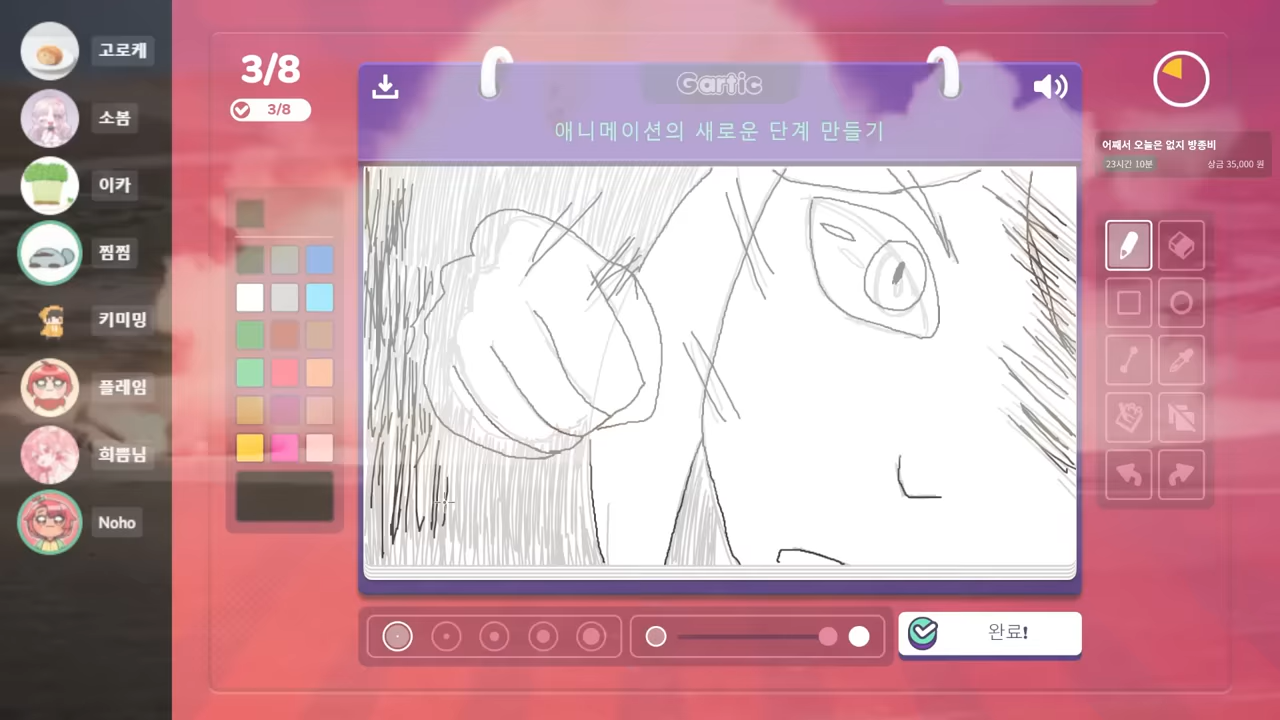 고로케
소봄
이카
찜찜
키미밍
플레임
희쁨님
Noho
3/8
3/8
Gartic
애니메이션의 새로운 단계 만들기
어째서 오늘은 없지 방종비
23시간 10분
상금 35,000 원
완료!